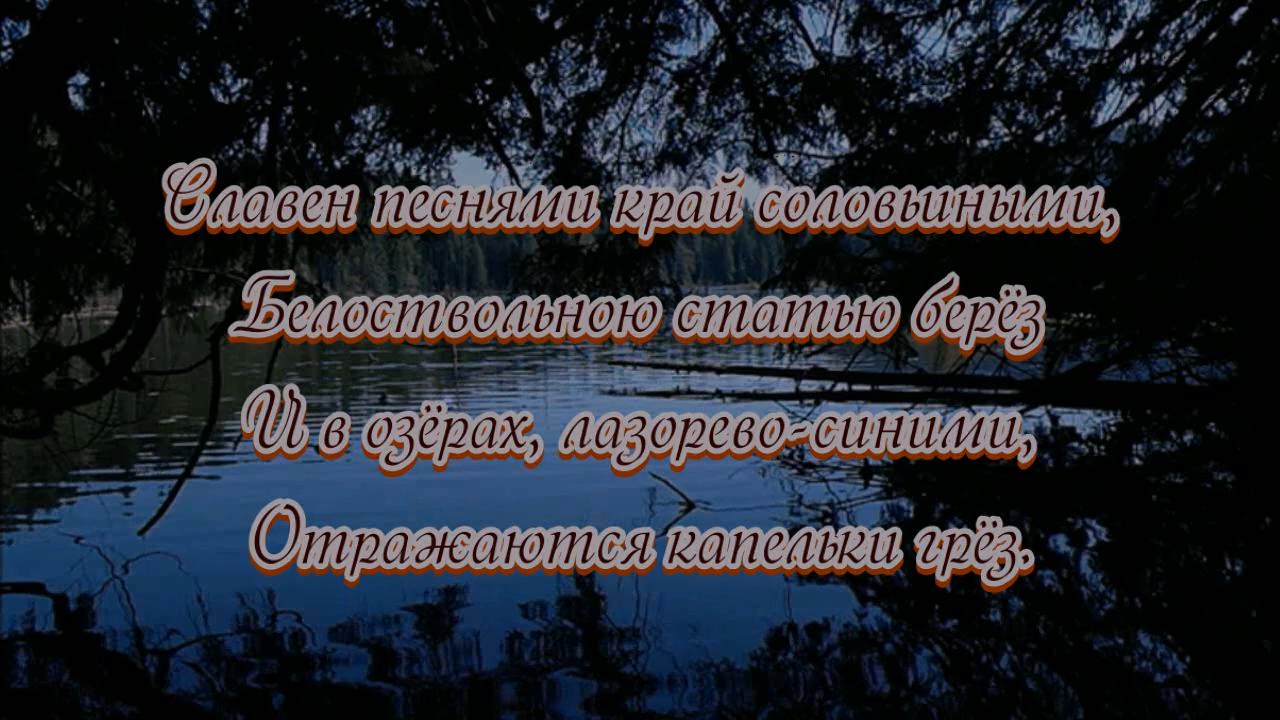 Славен песнями край соловьиными,
Белоствольною статью берёз
И в озёрах, лазорево-синими,
Отражаются капельки грёз.